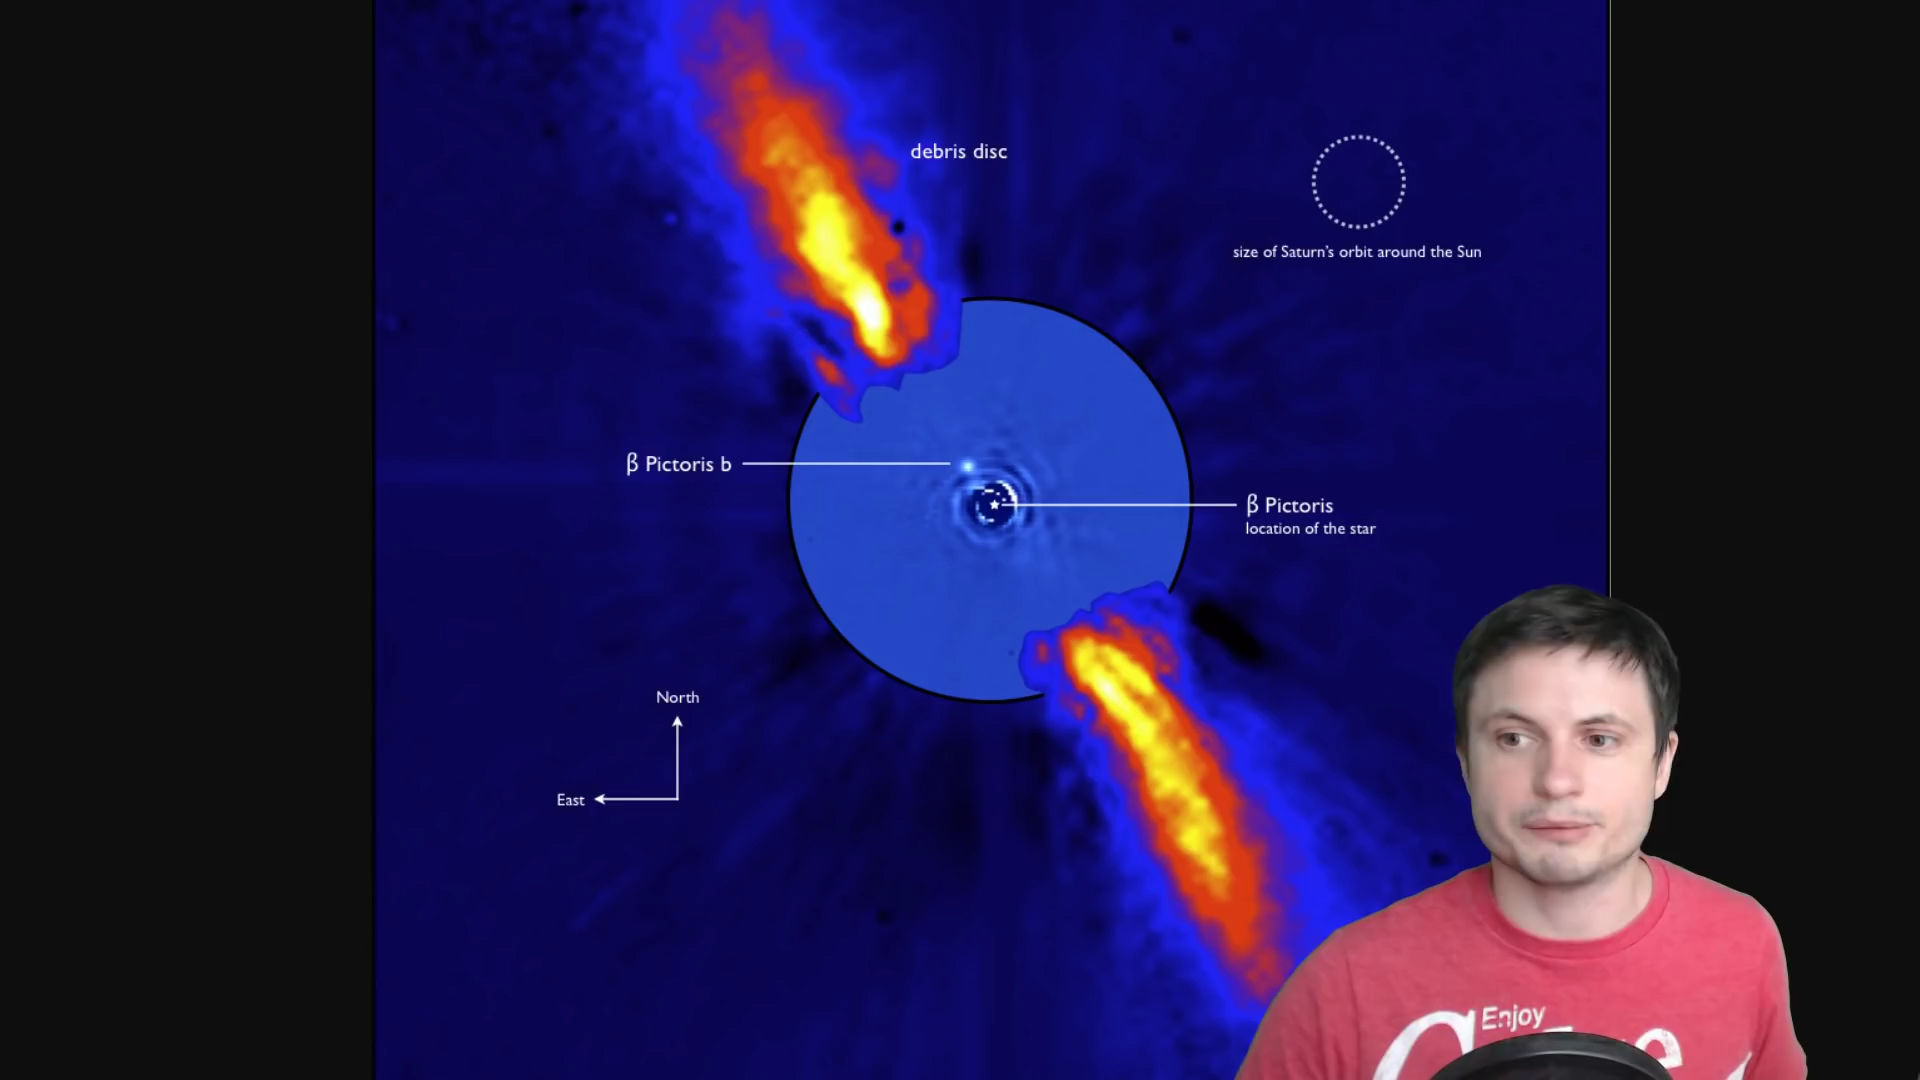 debris disc
size of Saturn's orbit around the Sun
β Pictoris b
β Pictoris
location of the star
North
East
Enjoy